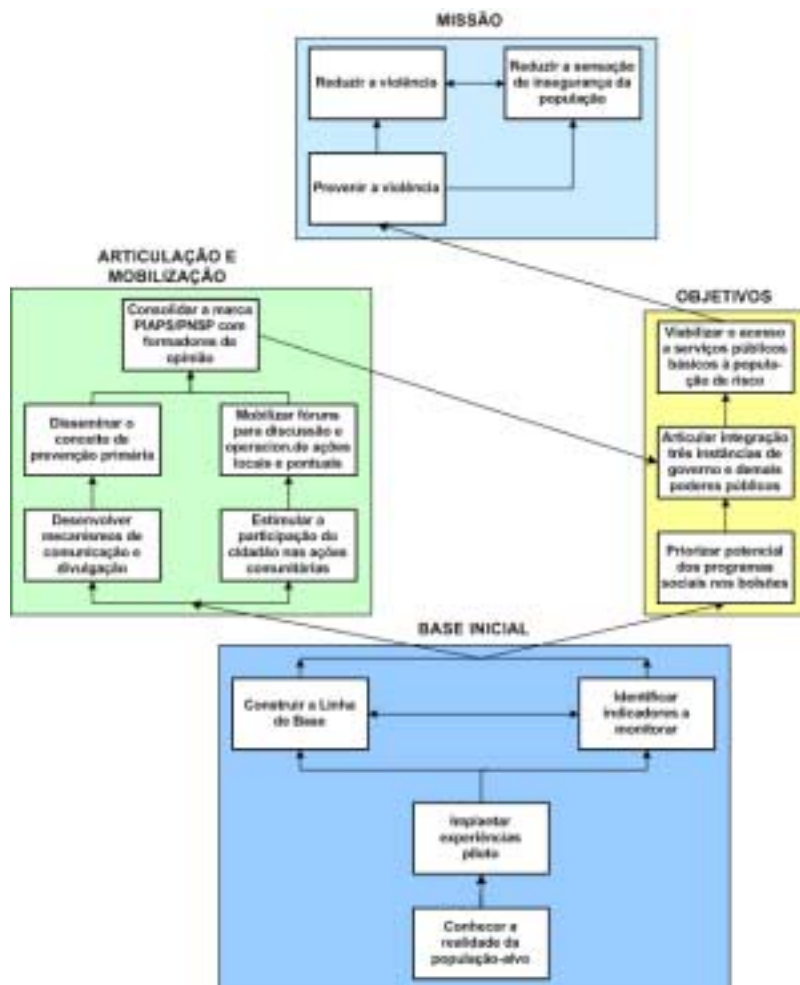 MISSÃO
Reduzir a violência
Reduzir a sensação
de insegurança da
população
Prevenir a violência
ARTICULAÇÃO E
MOBILIZAÇÃO
Consolidar a marca
PIAPS/PNSP com
formadores de
opinião
Disseminar o
conceito de
prevenção primária
Mobilizar fóruns
para discussão e
operacion.de ações
locais e pontuais
Desenvolver
mecanismos de
comunicação e
divulgação
Estimular a
participação do
cidadão nas ações
comunitárias
OBJETIVOS
Viabilizar o acesso
a serviços públicos
básicos à popula-
ção de risco
Articular integração
três instâncias de
governo e demais
poderes públicos
Priorizar potencial
dos programas
sociais nos bolsões
BASE INICIAL
Construir a Linha
de Base
Identificar
indicadores a
monitorar
Implantar
experiências
piloto
Conhecer a
realidade da
população-alvo